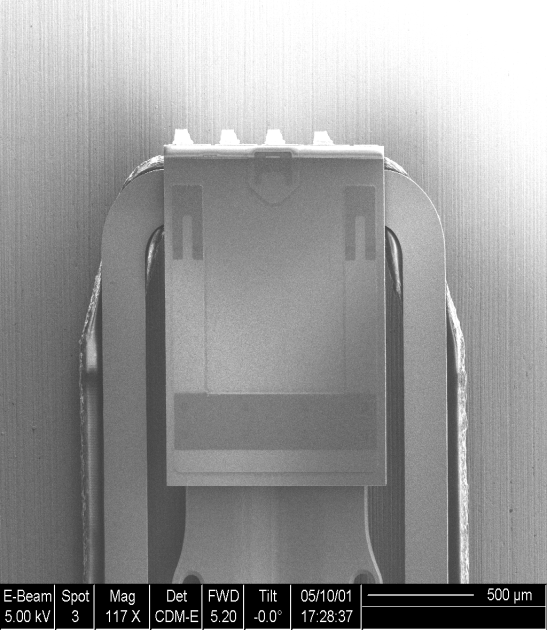 E-Beam Spot Mag Det FWD Tilt 05/10/01 500 µm
5.00 kV 3 117 X CDM-E 5.20 -0.0° 17:28:37